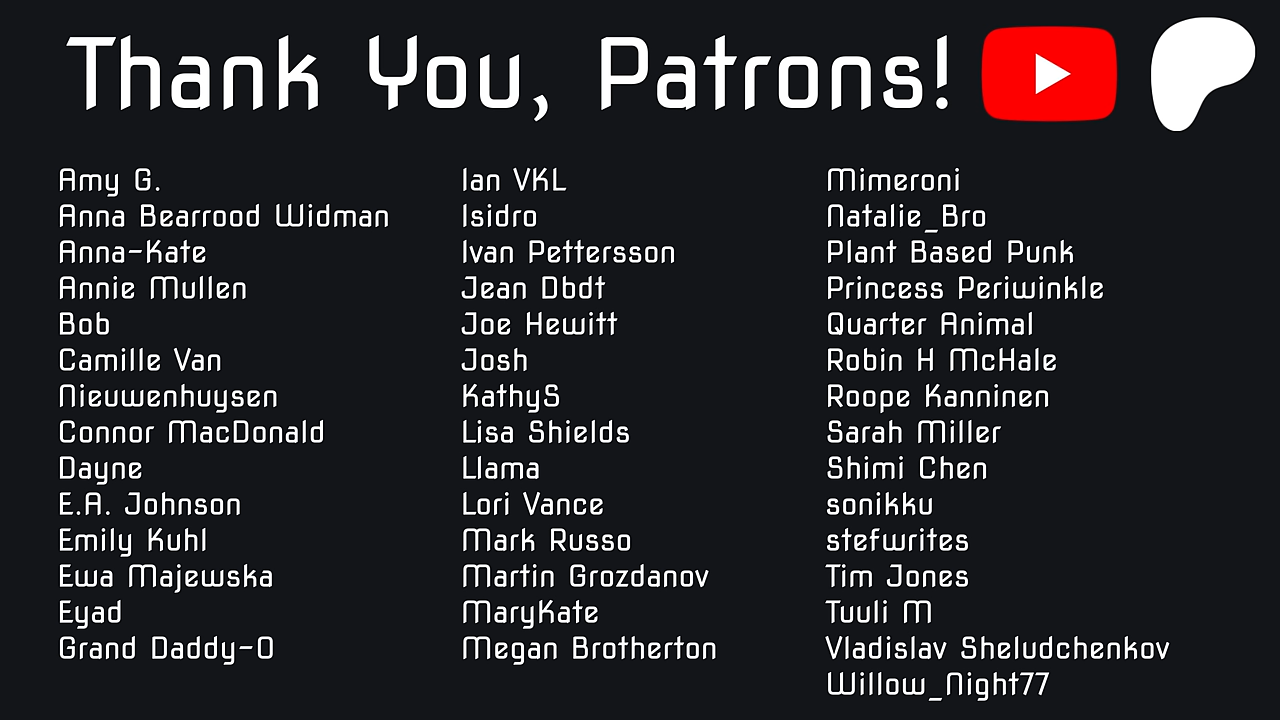 Thank You, Patrons!
Amy G.
Anna Bearrood Widman
Anna-Kate
Annie Mullen
Bob
Camille Van
Nieuwenhuysen
Connor MacDonald
Dayne
E.A. Johnson
Emily Kuhl
Ewa Majewska
Eyad
Grand Daddy-O
Ian VKL
Isidro
Ivan Pettersson
Jean Dbdt
Joe Hewitt
Josh
KathyS
Lisa Shields
Llama
Lori Vance
Mark Russo
Martin Grozdanov
MaryKate
Megan Brotherton
Mimeroni
Natalie_Bro
Plant Based Punk
Princess Periwinkle
Quarter Animal
Robin H McHale
Roope Kanninen
Sarah Miller
Shimi Chen
sonikku
stefwrites
Tim Jones
Tuuli M
Vladislav Sheludchenkov
Willow_Night77